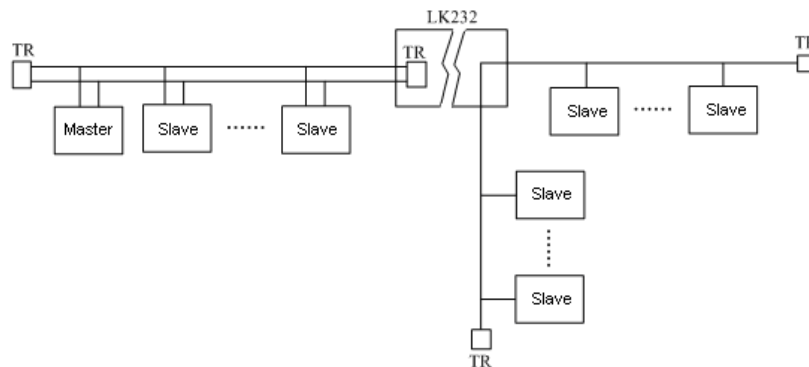 LK232
TR
TR
Master
Slave
......
Slave
Slave
......
Slave
Slave
Slave
TR